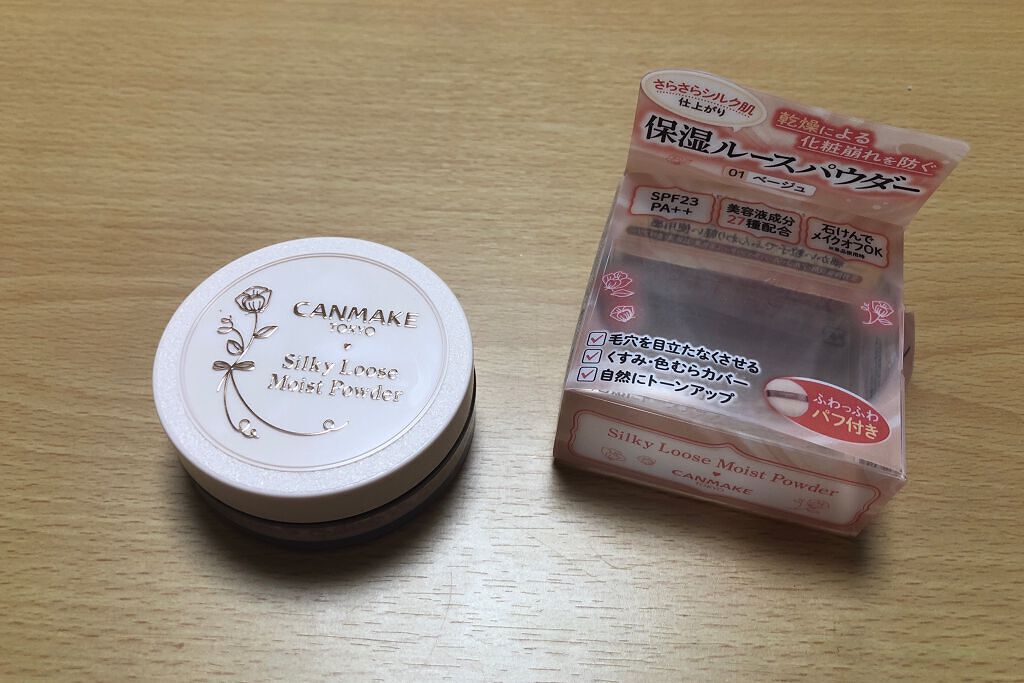 CANMAKE
TOKYO
Silky Loose
Moist Powder
さらさらシルク肌
仕上がり
乾燥による
化粧崩れを防ぐ
保湿ルースパウダー
01 ベージュ
SPF23
PA++
美容液成分
27種配合
石けんで
メイクオフOK
毛穴を目立たなくさせる
くすみ・色むらカバー
自然にトーンアップ
ふわっふわ
パフ付き
Silky Loose Moist Powder
CANMAKE
TOKYO